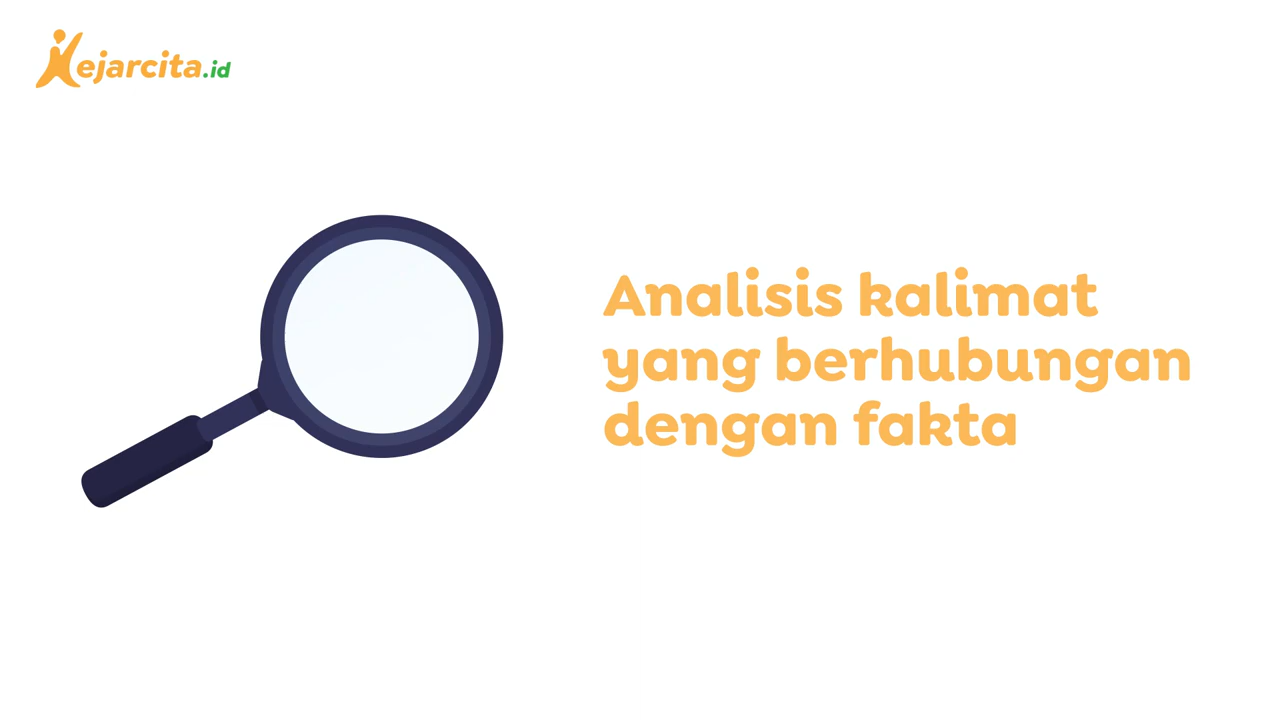 Kejarcita.id
Analisis kalimat
yang berhubungan
dengan fakta